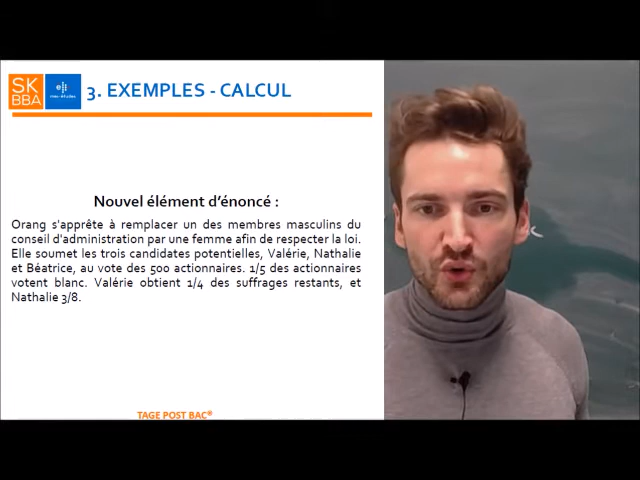 SK
BBA
3. EXEMPLES - CALCUL
Nouvel élément d'énoncé :
Orang s'apprête à remplacer un des membres masculins du
conseil d'administration par une femme afin de respecter la loi.
Elle soumet les trois candidates potentielles, Valérie, Nathalie
et Béatrice, au vote des 500 actionnaires. 1/5 des actionnaires
votent blanc. Valérie obtient 1/4 des suffrages restants, et
Nathalie 3/8.
TAGE POST BAC®